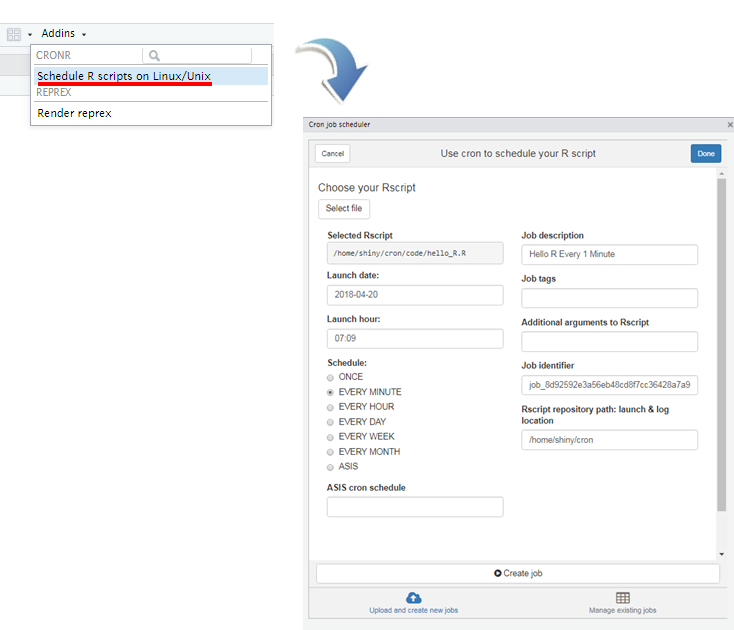 Addins
CRONR
Schedule R scripts on Linux/Unix
REPREX
Render reprex
Cron job scheduler
Cancel
Use cron to schedule your R script
Done
Choose your Rscript
Select file
Selected Rscript
/home/shiny/cron/code/hello_R.R
Launch date:
2018-04-20
Launch hour:
07:09
Schedule:
ONCE
EVERY MINUTE
EVERY HOUR
EVERY DAY
EVERY WEEK
EVERY MONTH
ASIS
ASIS cron schedule
Job description
Hello R Every 1 Minute
Job tags
Additional arguments to Rscript
Job identifier
job_8d92592e3a56eb48cd8f7cc36428a7a9
Rscript repository path: launch & log
location
/home/shiny/cron
Create job
Upload and create new jobs
Manage existing jobs